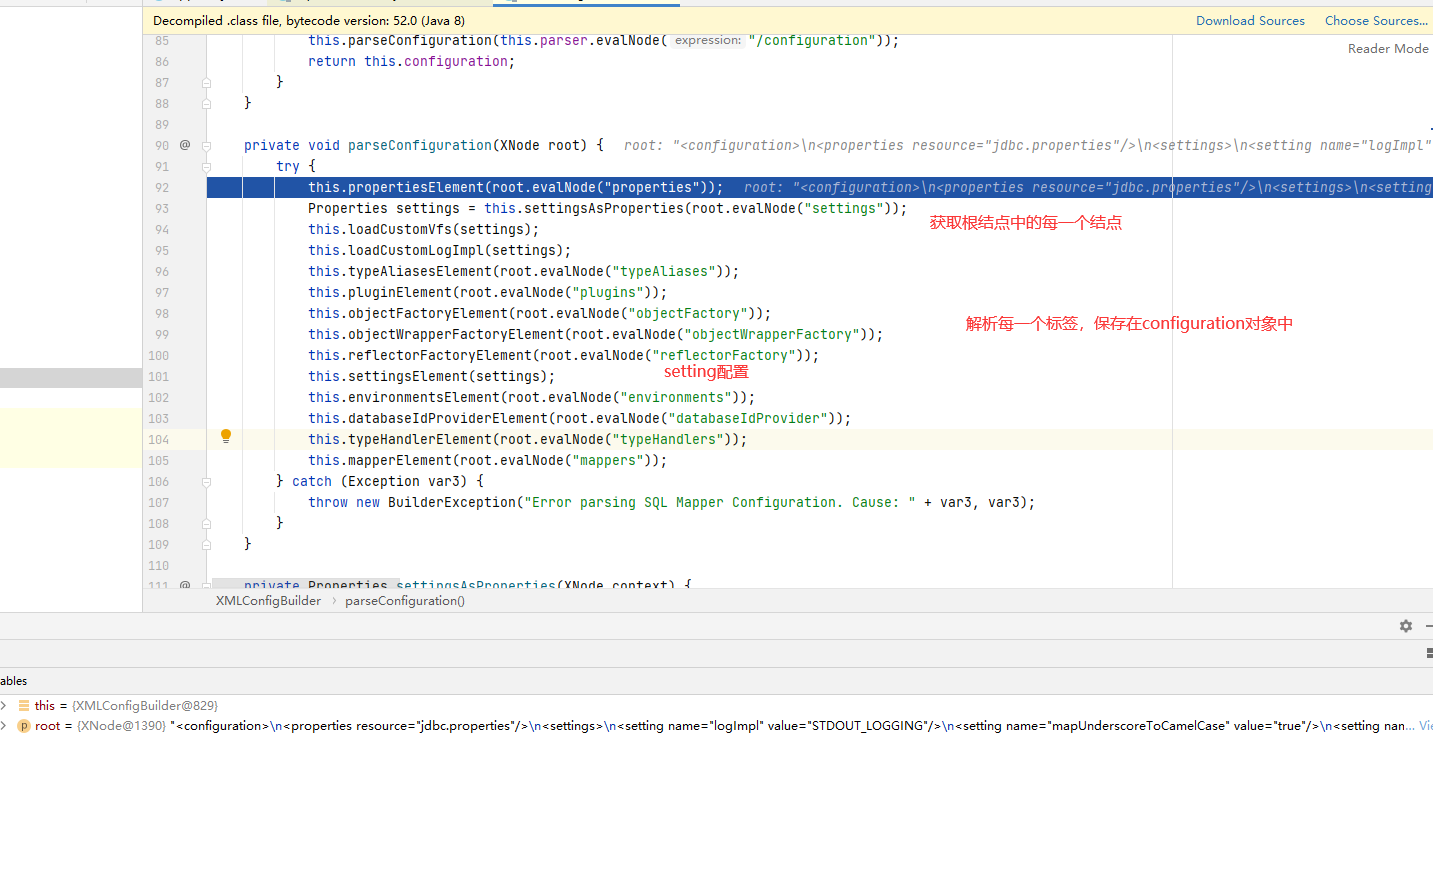 Decompiled .class file, bytecode version: 52.0 (Java 8) Download Sources Choose Sources...
85 this.parseConfiguration(this.parser.evalNode( expression: "/configuration"));
Reader Mode
86 return this.configuration;
87 }
88 }
89
90 @ private void parseConfiguration(XNode root) { root: "<configuration>\n<properties resource="jdbc.properties"/>\n<settings>\n<setting name="logImpl"
91 try {
92 this.propertiesElement(root.evalNode("properties")); root: "<configuration>\n<properties resource="jdbc.properties"/>\n<settings>\n<setting
93 Properties settings = this.settingsAsProperties(root.evalNode("settings"));
获取根结点中的每一个结点
94 this.loadCustomVfs(settings);
95 this.loadCustomLogImpl(settings);
96 this.typeAliasesElement(root.evalNode("typeAliases"));
97 this.pluginElement(root.evalNode("plugins"));
98 this.objectFactoryElement(root.evalNode("objectFactory"));
解析每一个标签，保存在configuration对象中
99 this.objectWrapperFactoryElement(root.evalNode("objectWrapperFactory"));
100 this.reflectorFactoryElement(root.evalNode("reflectorFactory"));
setting配置
101 this.settingsElement(settings);
102 this.environmentsElement(root.evalNode("environments"));
103 this.databaseIdProviderElement(root.evalNode("databaseIdProvider"));
104 this.typeHandlerElement(root.evalNode("typeHandlers"));
105 this.mapperElement(root.evalNode("mappers"));
106 } catch (Exception var3) {
107 throw new BuilderException("Error parsing SQL Mapper Configuration. Cause: " + var3, var3);
108 }
109 }
110
111 @ private Properties settingsAsProperties(XNode context) {
XMLConfigBuilder › parseConfiguration()
ables
this = {XMLConfigBuilder@829}
p root = {XNode@1390} "<configuration>\n<properties resource="jdbc.properties"/>\n<settings>\n<setting name="logImpl" value="STDOUT_LOGGING"/>\n<setting name="mapUnderscoreToCamelCase" value="true"/>\n<setting nan... Vie